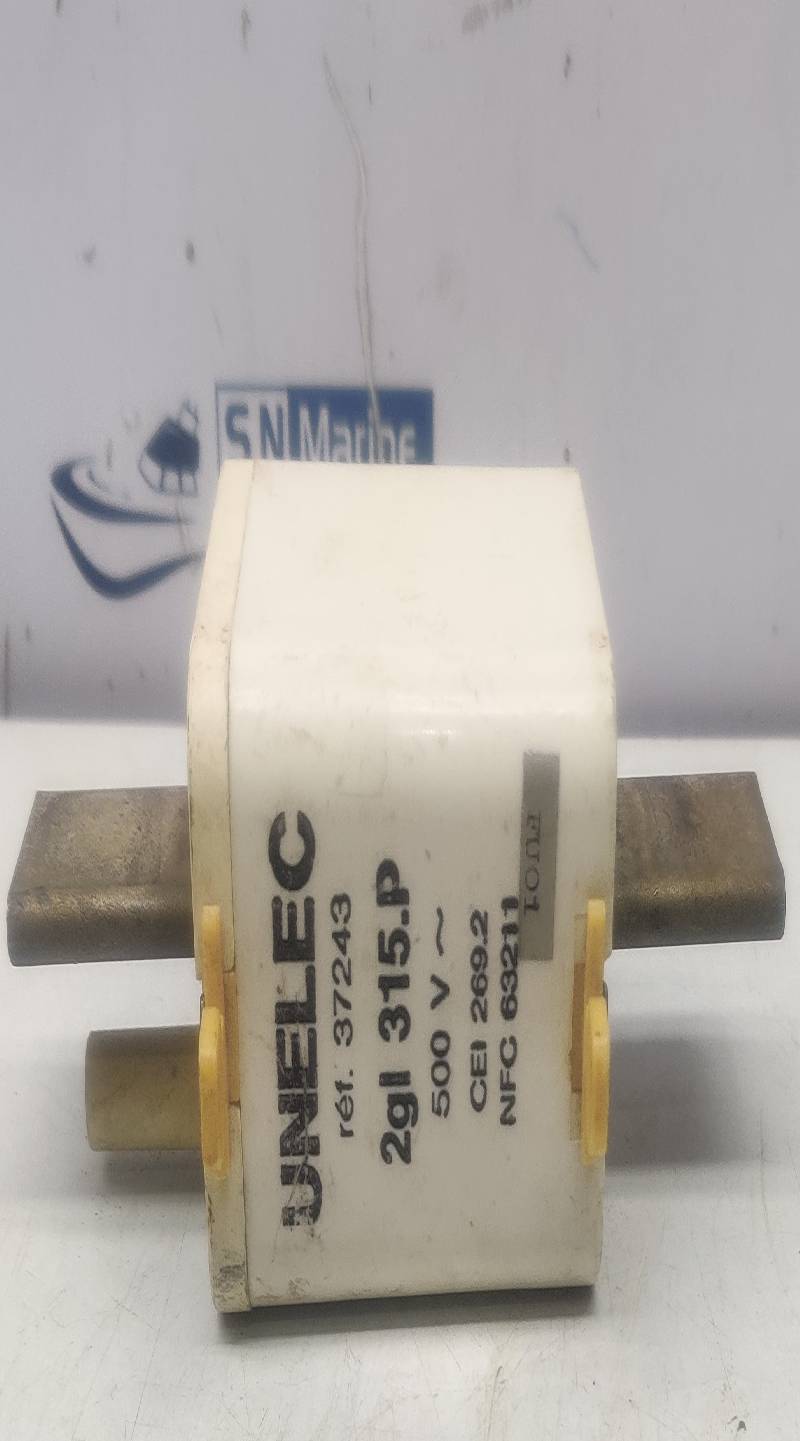 SN Marine
UNELEC
réf. 37243
2gI 315.P
500 V ~
CEI 269.2
NFC 63211